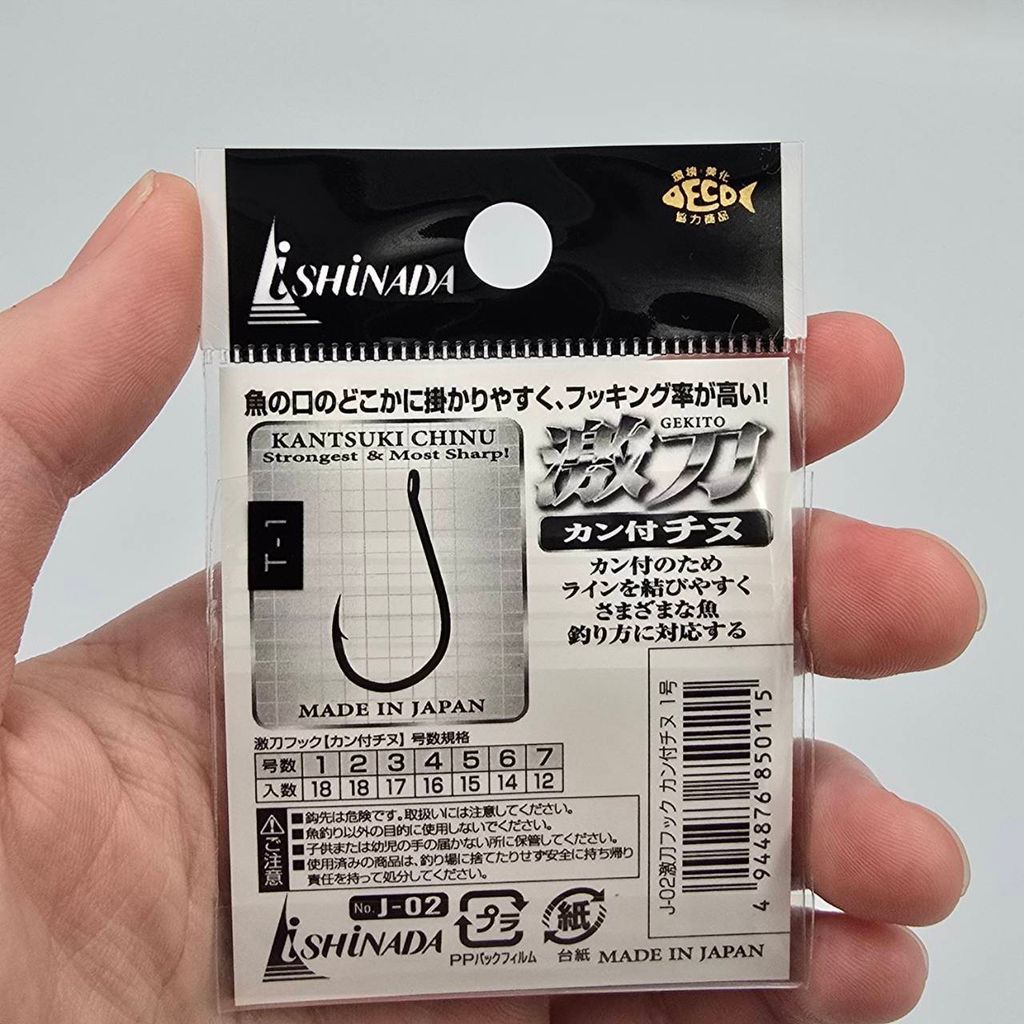 環境・美化
DECO
協力商品
iSHiNADA
魚の口のどこかに掛かりやすく、フッキング率が高い!
KANTSUKI CHINU
Strongest & Most Sharp!
T-1
MADE IN JAPAN
GEKITO
激刀
カン付チヌ
カン付のため
ラインを結びやすく
さまざまな魚
釣り方に対応する
激刀フック【カン付チヌ】号数規格
号数 1 2 3 4 5 6 7
入数 18 18 17 16 15 14 12
⚠ご注意
■鈎先は危険です。取扱いには注意してください。
■魚釣り以外の目的に使用しないでください。
■子供または幼児の手の届かない所に保管してください。
■使用済みの商品は、釣り場に捨てたりせず安全に持ち帰り
責任を持って処分してください。
J-02激刀フック カン付チヌ 1号
4 944876 850115
No. J-02
iSHiNADA
プラ
PPパックフィルム
紙
台紙
MADE IN JAPAN